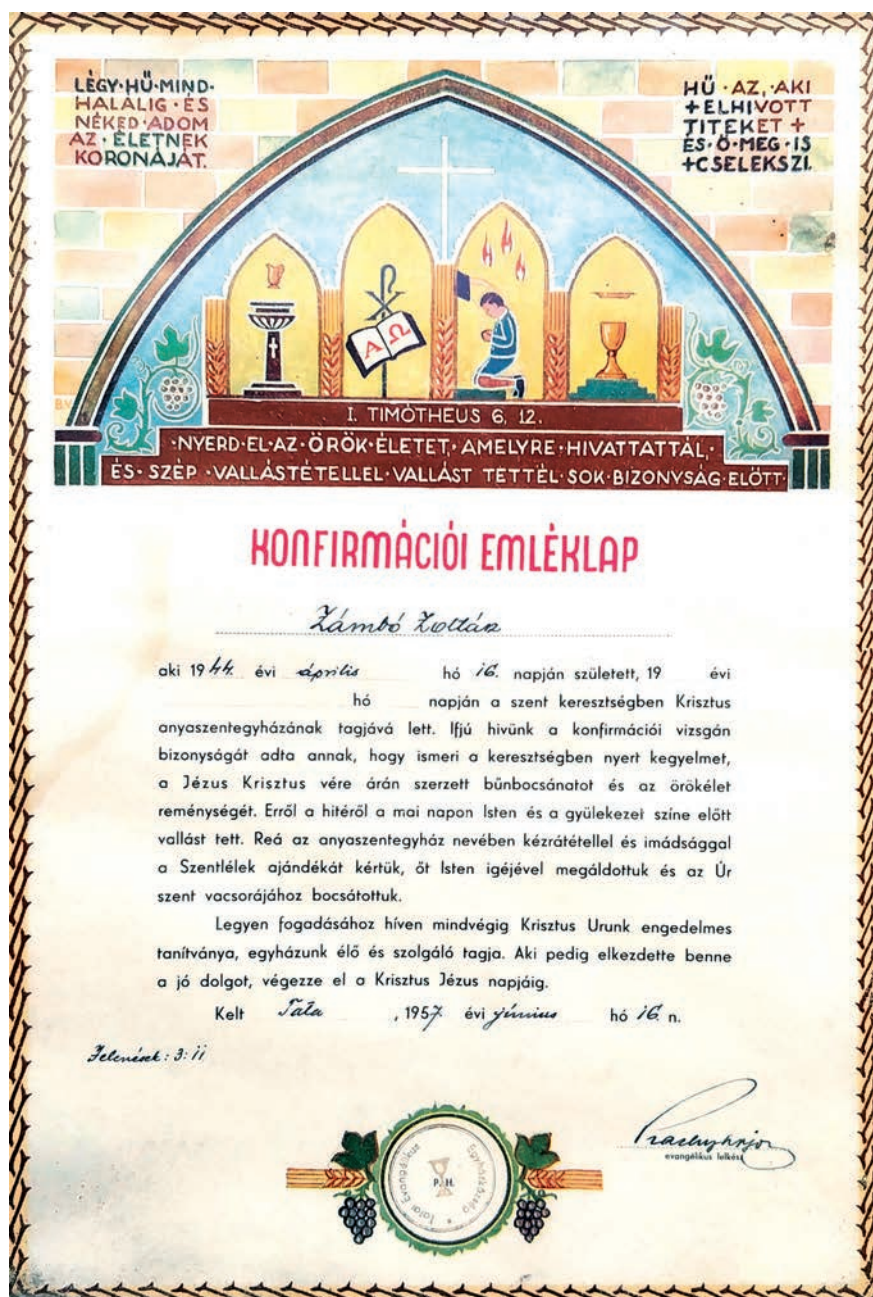 LÉGY·HŰ·MIND-
HALÁLIG·ÉS
NÉKED·ADOM
AZ·ÉLETNEK
KORONÁJÁT.
HŰ·AZ, AKI
+ELHIVOTT
TITEKET+
ÉS·Ő·MEG·IS
+CSELEKSZI.
A Ω
B.V
I. TIMÓTHEUS 6, 12.
·NYERD·EL·AZ·ÖRÖK·ÉLETET, AMELYRE·HIVATTATTÁL,·
ÉS·SZÉP·VALLÁSTÉTELLEL·VALLÁST TETTÉL·SOK·BIZONYSÁG·ELŐTT·
KONFIRMÁCIÓI EMLÉKLAP
Zámbó Zoltán
aki 1944. évi április hó 16. napján született, 19 évi
hó napján a szent keresztségben Krisztus
anyaszentegyházának tagjává lett. Ifjú hivünk a konfirmációi vizsgán
bizonyságát adta annak, hogy ismeri a keresztségben nyert kegyelmet,
a Jézus Krisztus vére árán szerzett bűnbocsánatot és az örökélet
reménységét. Erről a hitéről a mai napon Isten és a gyülekezet színe előtt
vallást tett. Reá az anyaszentegyház nevében kézrátétellel és imádsággal
a Szentlélek ajándékát kértük, őt Isten igéjével megáldottuk és az Úr
szent vacsorájához bocsátottuk.
Legyen fogadásához híven mindvégig Krisztus Urunk engedelmes
tanítványa, egyházunk élő és szolgáló tagja. Aki pedig elkezdette benne
a jó dolgot, végezze el a Krisztus Jézus napjáig.
Kelt Tata, 1957 évi június hó 16. n.
Jelenések: 3:11
evangélikus lelkész
Tatai Evangélikus Egyházközség
P. H.